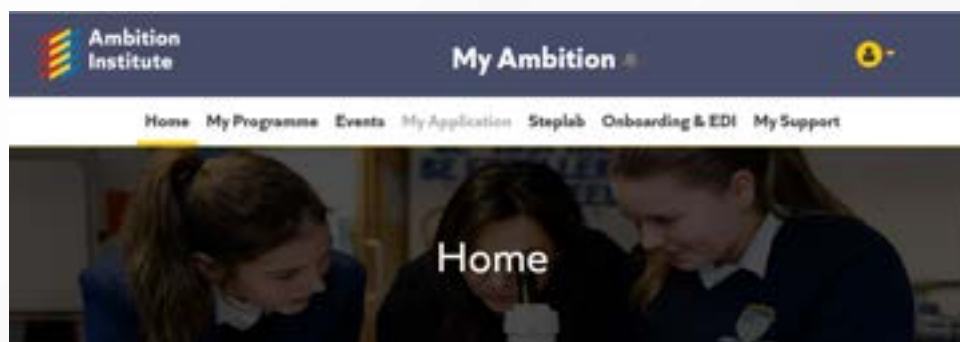 Ambition
Institute
My Ambition
Home My Programme Events My Application Steplab Onboarding & EDI My Support
Home